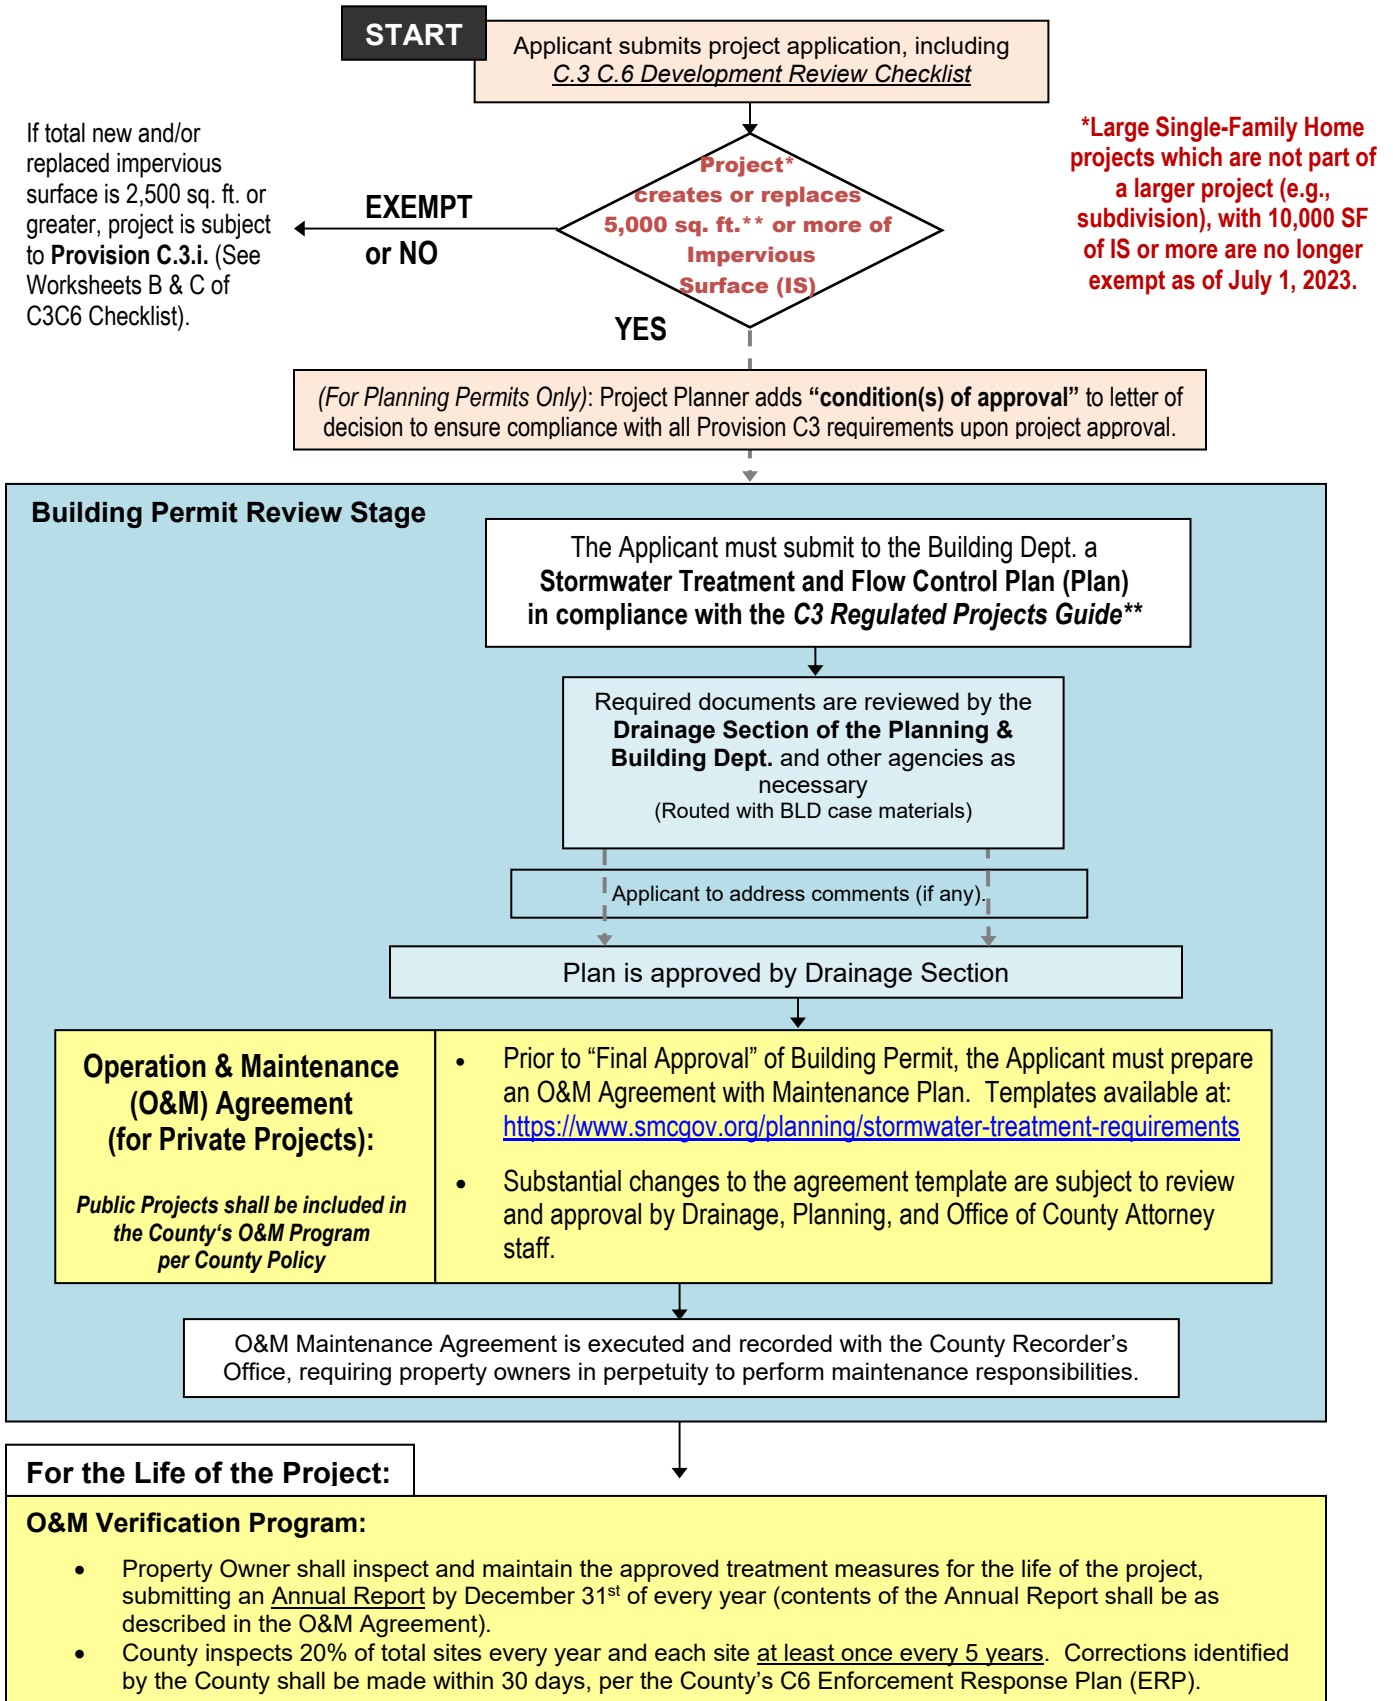 START
Applicant submits project application, including
C.3 C.6 Development Review Checklist
If total new and/or
replaced impervious
surface is 2,500 sq. ft. or
greater, project is subject
to Provision C.3.i. (See
Worksheets B & C of
C3C6 Checklist).
EXEMPT
or NO
Project*
creates or replaces
5,000 sq. ft.** or more of
Impervious
Surface (IS)
YES
*Large Single-Family Home
projects which are not part of
a larger project (e.g.,
subdivision), with 10,000 SF
of IS or more are no longer
exempt as of July 1, 2023.
(For Planning Permits Only): Project Planner adds “condition(s) of approval” to letter of
decision to ensure compliance with all Provision C3 requirements upon project approval.
Building Permit Review Stage
The Applicant must submit to the Building Dept. a
Stormwater Treatment and Flow Control Plan (Plan)
in compliance with the C3 Regulated Projects Guide**
Required documents are reviewed by the
Drainage Section of the Planning &
Building Dept. and other agencies as
necessary
(Routed with BLD case materials)
Applicant to address comments (if any).
Plan is approved by Drainage Section
Operation & Maintenance
(O&M) Agreement
(for Private Projects):
Public Projects shall be included in
the County‘s O&M Program
per County Policy
• Prior to “Final Approval” of Building Permit, the Applicant must prepare
an O&M Agreement with Maintenance Plan. Templates available at:
https://www.smcgov.org/planning/stormwater-treatment-requirements
• Substantial changes to the agreement template are subject to review
and approval by Drainage, Planning, and Office of County Attorney
staff.
O&M Maintenance Agreement is executed and recorded with the County Recorder’s
Office, requiring property owners in perpetuity to perform maintenance responsibilities.
For the Life of the Project:
O&M Verification Program:
• Property Owner shall inspect and maintain the approved treatment measures for the life of the project,
submitting an Annual Report by December 31st of every year (contents of the Annual Report shall be as
described in the O&M Agreement).
• County inspects 20% of total sites every year and each site at least once every 5 years. Corrections identified
by the County shall be made within 30 days, per the County’s C6 Enforcement Response Plan (ERP).